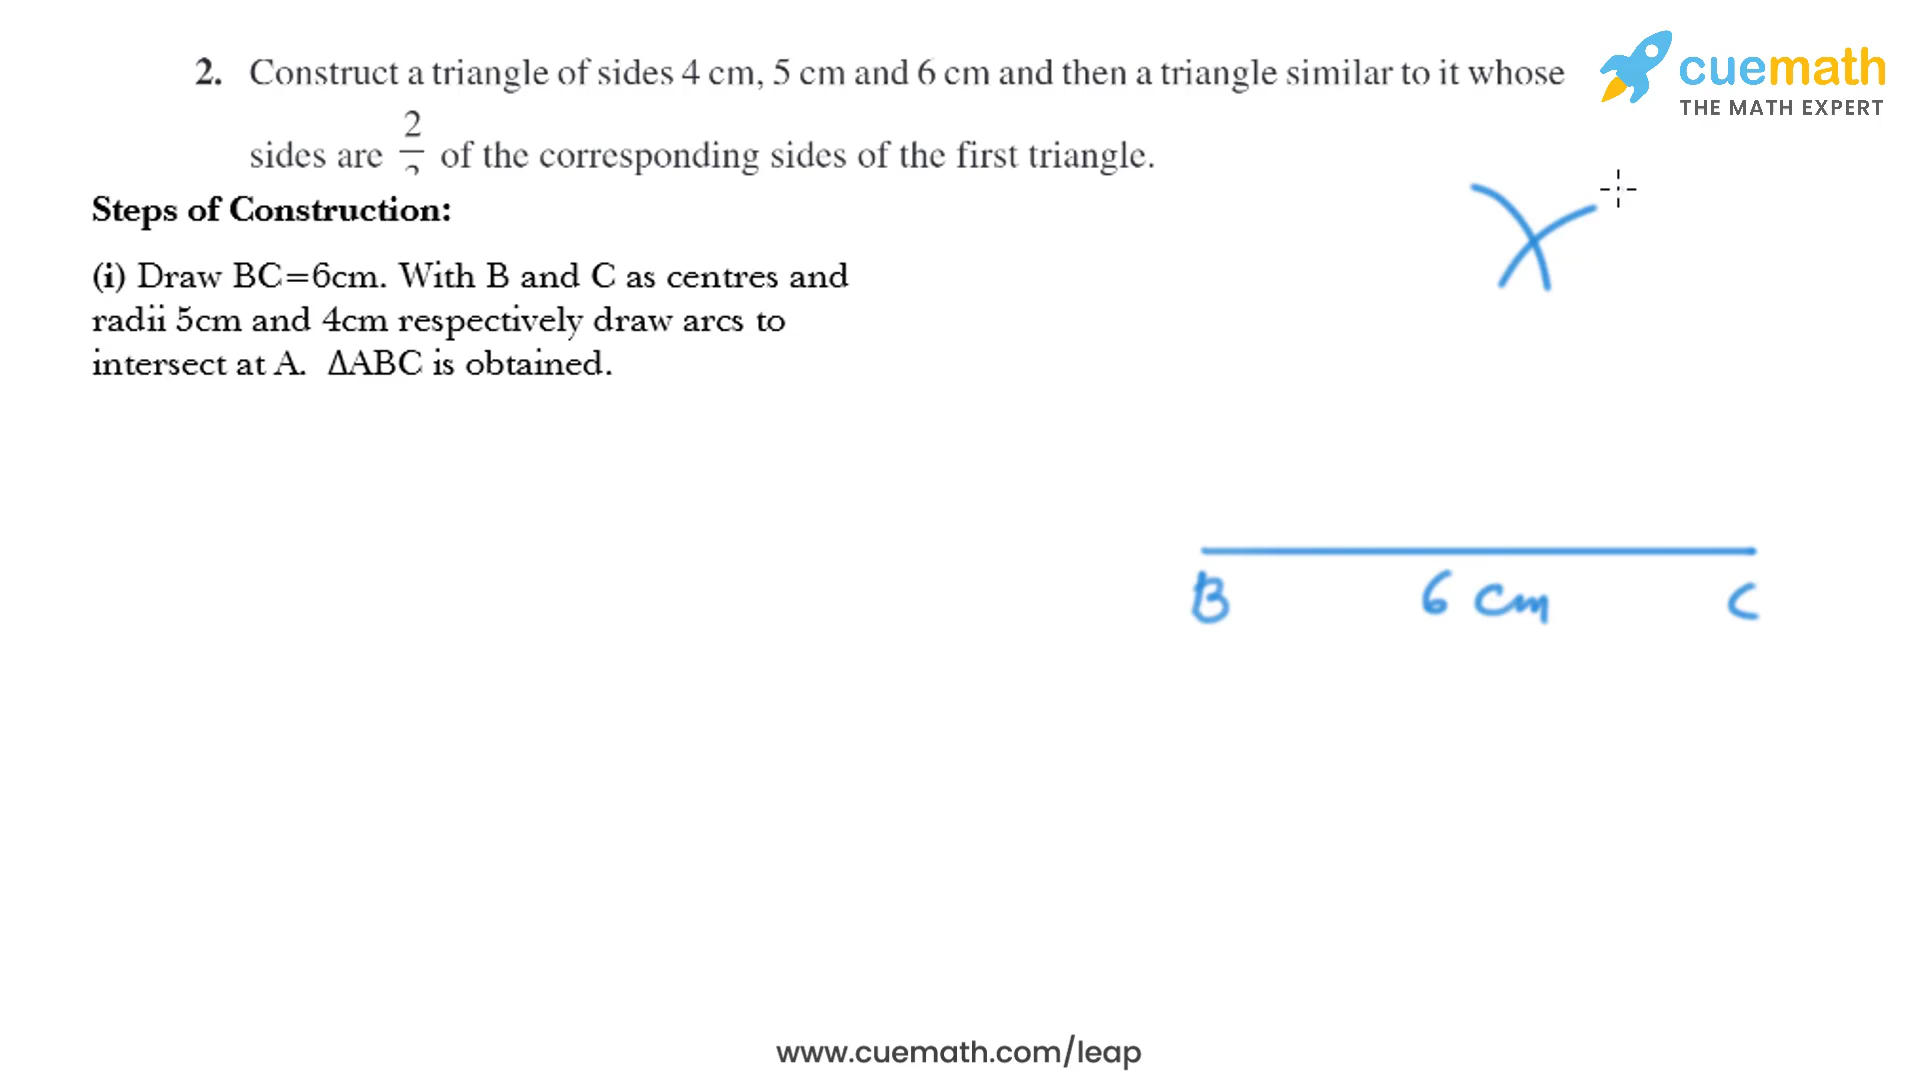 2. Construct a triangle of sides 4 cm, 5 cm and 6 cm and then a triangle similar to it whose
sides are 2/ of the corresponding sides of the first triangle.
cuemath
THE MATH EXPERT
Steps of Construction:
(i) Draw BC=6cm. With B and C as centres and
radii 5cm and 4cm respectively draw arcs to
intersect at A. ΔABC is obtained.
B 6 cm C
www.cuemath.com/leap